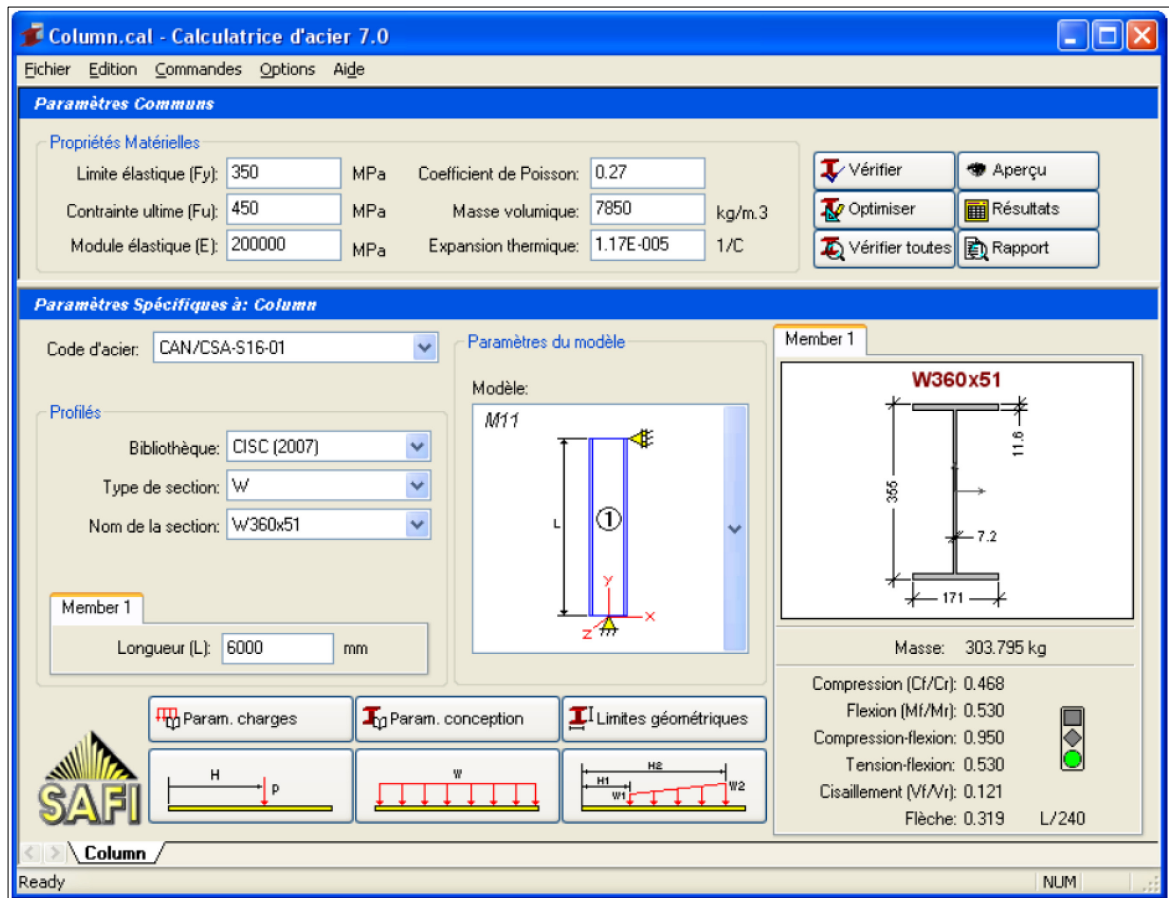 Column.cal - Calculatrice d'acier 7.0
Fichier Edition Commandes Options Aide
Paramètres Communs
Propriétés Matérielles
Limite élastique (Fy): 350 MPa Coefficient de Poisson: 0.27
Contrainte ultime (Fu): 450 MPa Masse volumique: 7850 kg/m.3
Module élastique (E): 200000 MPa Expansion thermique: 1.17E-005 1/C
Vérifier Aperçu
Optimiser Résultats
Vérifier toutes Rapport
Paramètres Spécifiques à: Column
Code d'acier: CAN/CSA-S16-01
Profilés
Bibliothèque: CISC (2007)
Type de section: W
Nom de la section: W360x51
Member 1
Longueur (L): 6000 mm
Paramètres du modèle
Modèle:
M11
L
1
Y
X
Z
Member 1
W360x51
11.6
355
7.2
171
Masse: 303.795 kg
Compression (Cf/Cr): 0.468
Flexion (Mf/Mr): 0.530
Compression-flexion: 0.950
Tension-flexion: 0.530
Cisaillement (Vf/Vr): 0.121
Flèche: 0.319 L/240
Param. charges Param. conception Limites géométriques
SAFI
H
P
W
H2
H1
W1
W2
Column
Ready NUM